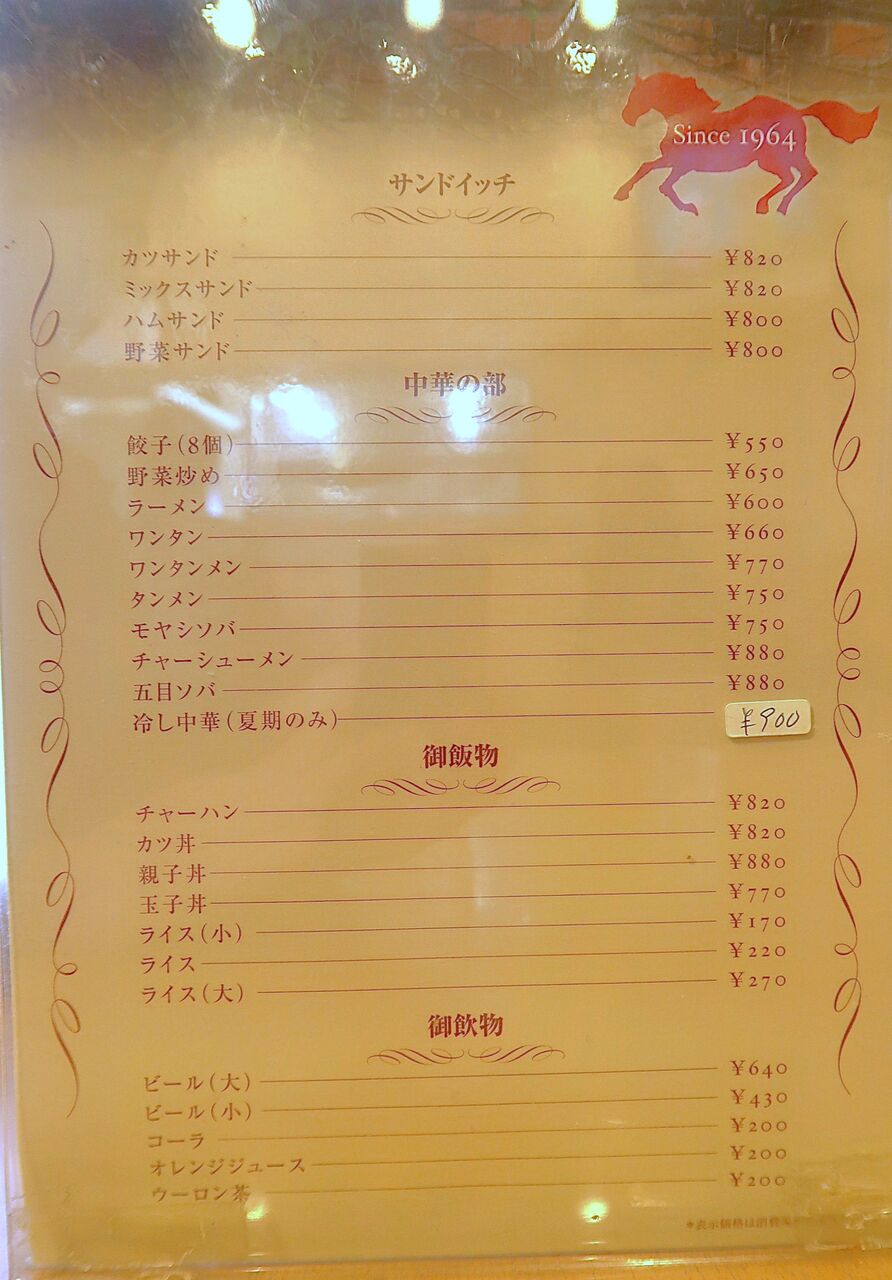 Since 1964
サンドイッチ
カツサンド ¥820
ミックスサンド ¥820
ハムサンド ¥800
野菜サンド ¥800
中華の部
餃子(8個) ¥550
野菜炒め ¥650
ラーメン ¥600
ワンタン ¥660
ワンタンメン ¥770
タンメン ¥750
モヤシソバ ¥750
チャーシューメン ¥880
五目ソバ ¥880
冷し中華(夏期のみ) ¥900
御飯物
チャーハン ¥820
カツ丼 ¥820
親子丼 ¥880
玉子丼 ¥770
ライス(小) ¥170
ライス ¥220
ライス(大) ¥270
御飲物
ビール(大) ¥640
ビール(小) ¥430
コーラ ¥200
オレンジジュース ¥200
ウーロン茶 ¥200
*表示価格は消費